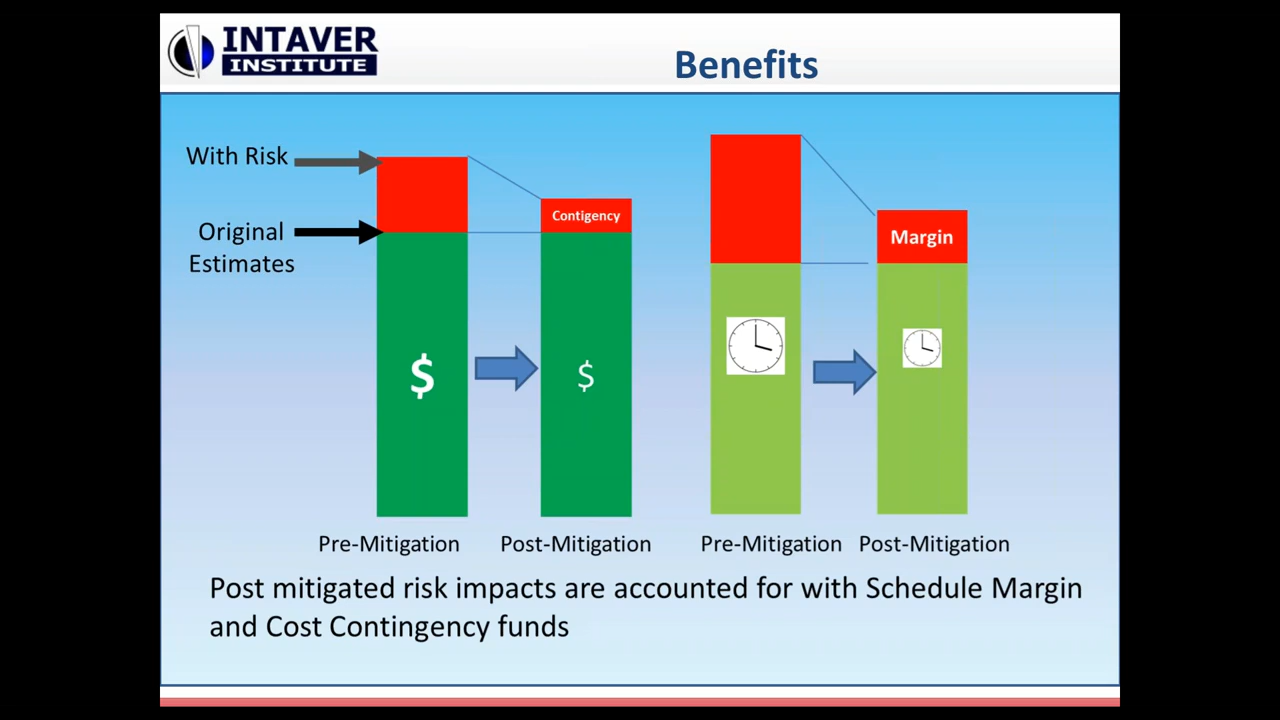 INTAVER
INSTITUTE
Benefits
With Risk
Original
Estimates
Contigency
Margin
$
$
Pre-Mitigation
Post-Mitigation
Pre-Mitigation
Post-Mitigation
Post mitigated risk impacts are accounted for with Schedule Margin
and Cost Contingency funds